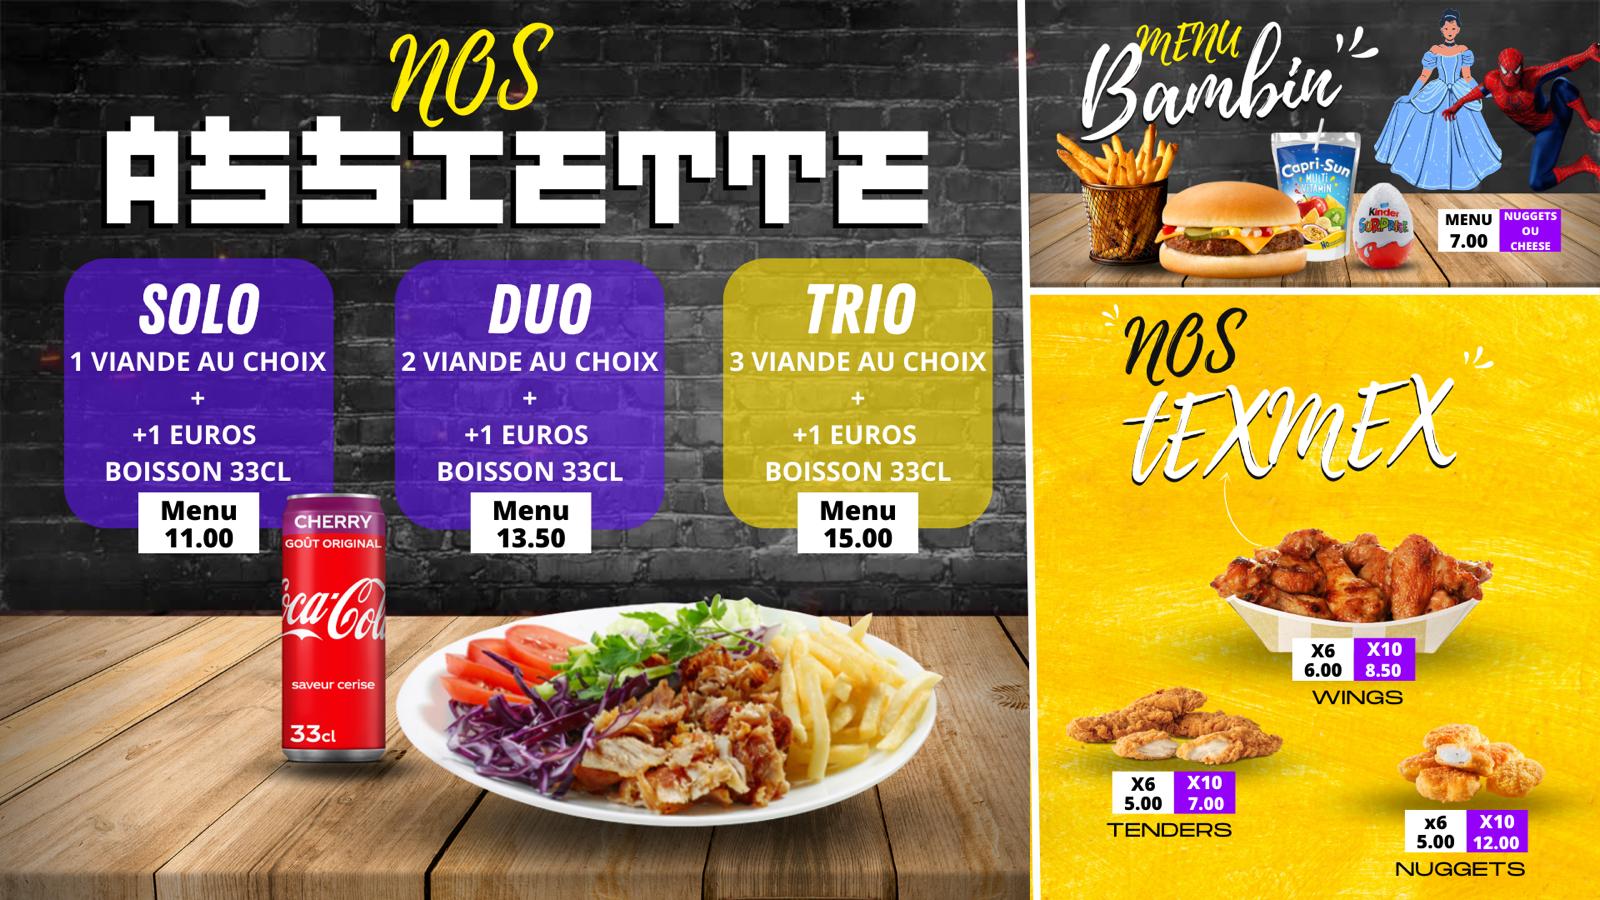 NOS
ASSIETTE
SOLO
1 VIANDE AU CHOIX
+
+1 EUROS
BOISSON 33CL
Menu
11.00
DUO
2 VIANDE AU CHOIX
+
+1 EUROS
BOISSON 33CL
Menu
13.50
TRIO
3 VIANDE AU CHOIX
+
+1 EUROS
BOISSON 33CL
Menu
15.00
CHERRY
GOÛT ORIGINAL
Coca-Cola
saveur cerise
33cl
MENU
Bambin
Capri-Sun
MULTI
VITAMIN
Kinder
SURPRISE
MENU
7.00
NUGGETS
OU
CHEESE
NOS
tEXMEX
X6
6.00
X10
8.50
WINGS
X6
5.00
X10
7.00
TENDERS
x6
5.00
X10
12.00
NUGGETS